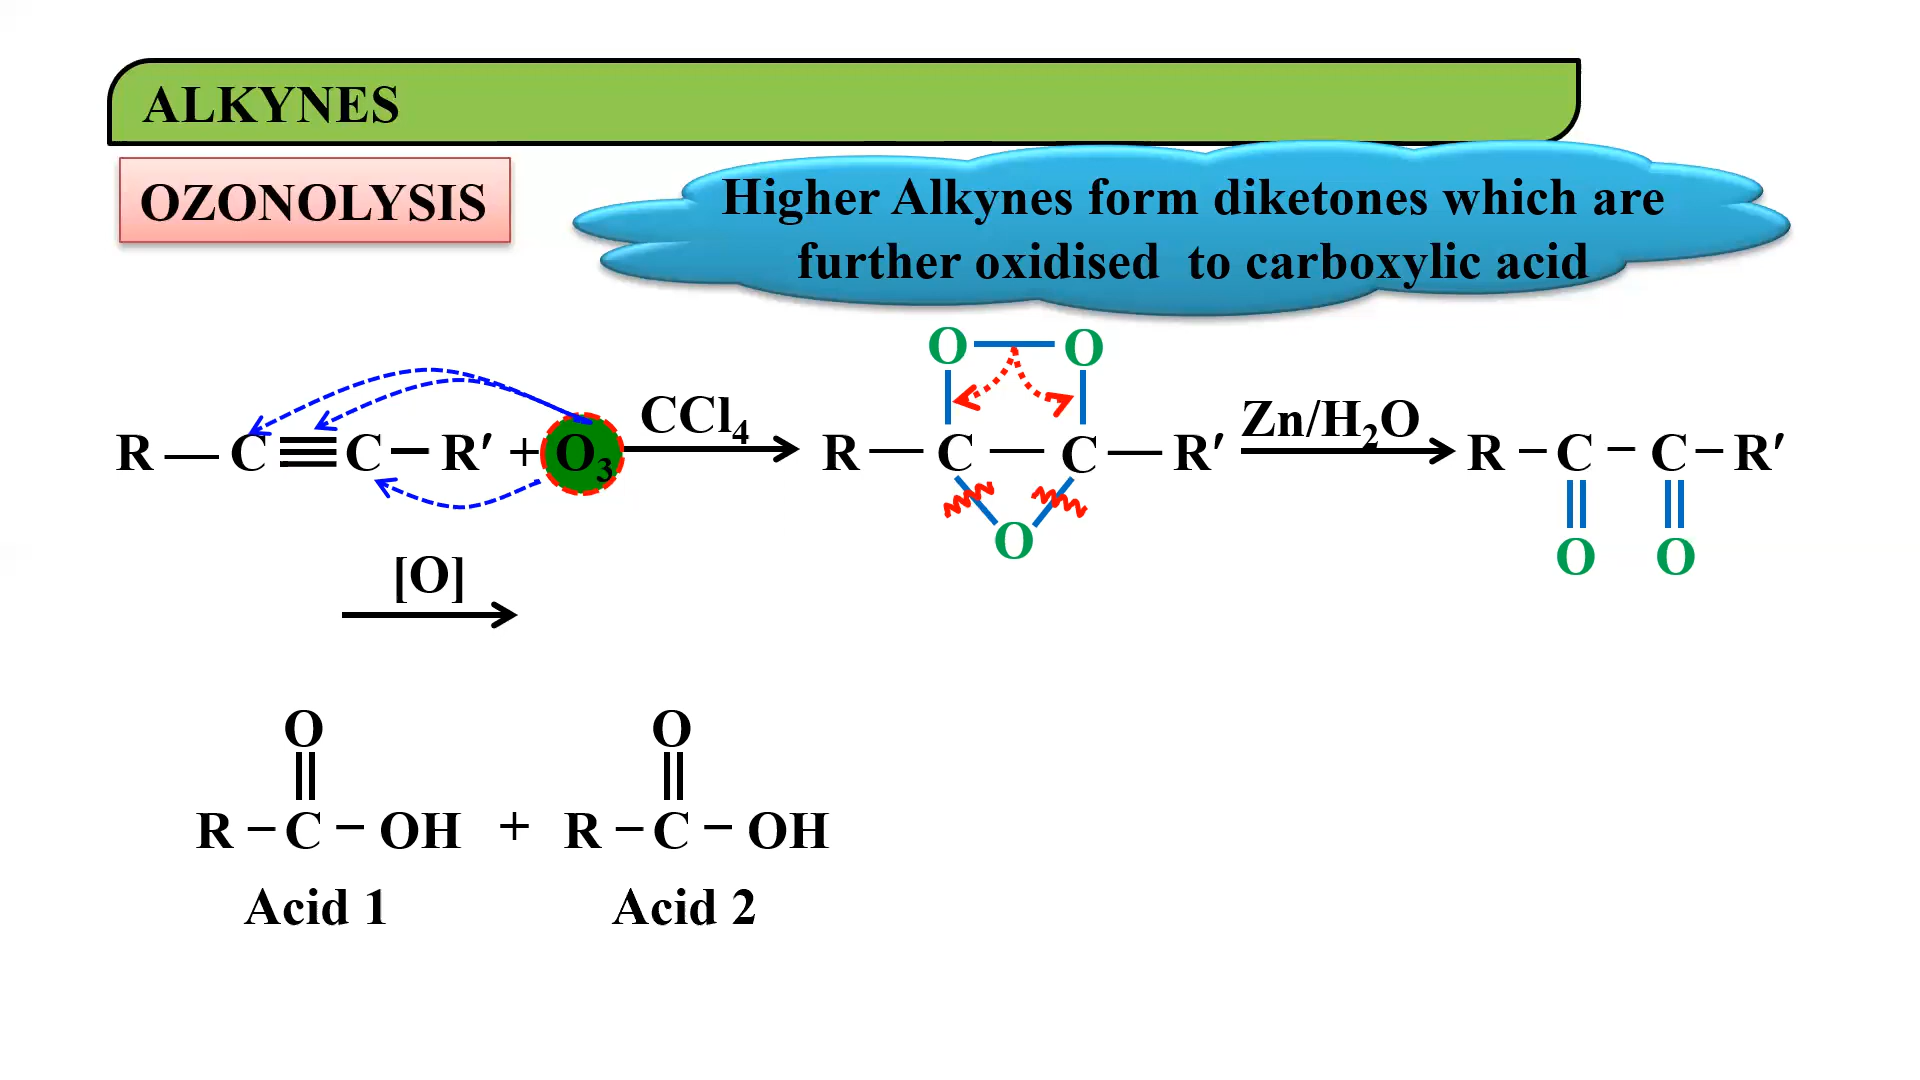 ALKYNES
OZONOLYSIS
Higher Alkynes form diketones which are
further oxidised to carboxylic acid
R — C ≡ C – R′ + O₃
CCl₄
O — O
R — C — C — R′
O
Zn/H₂O
R – C – C – R′
O O
[O]
O O
R – C – OH + R – C – OH
Acid 1 Acid 2